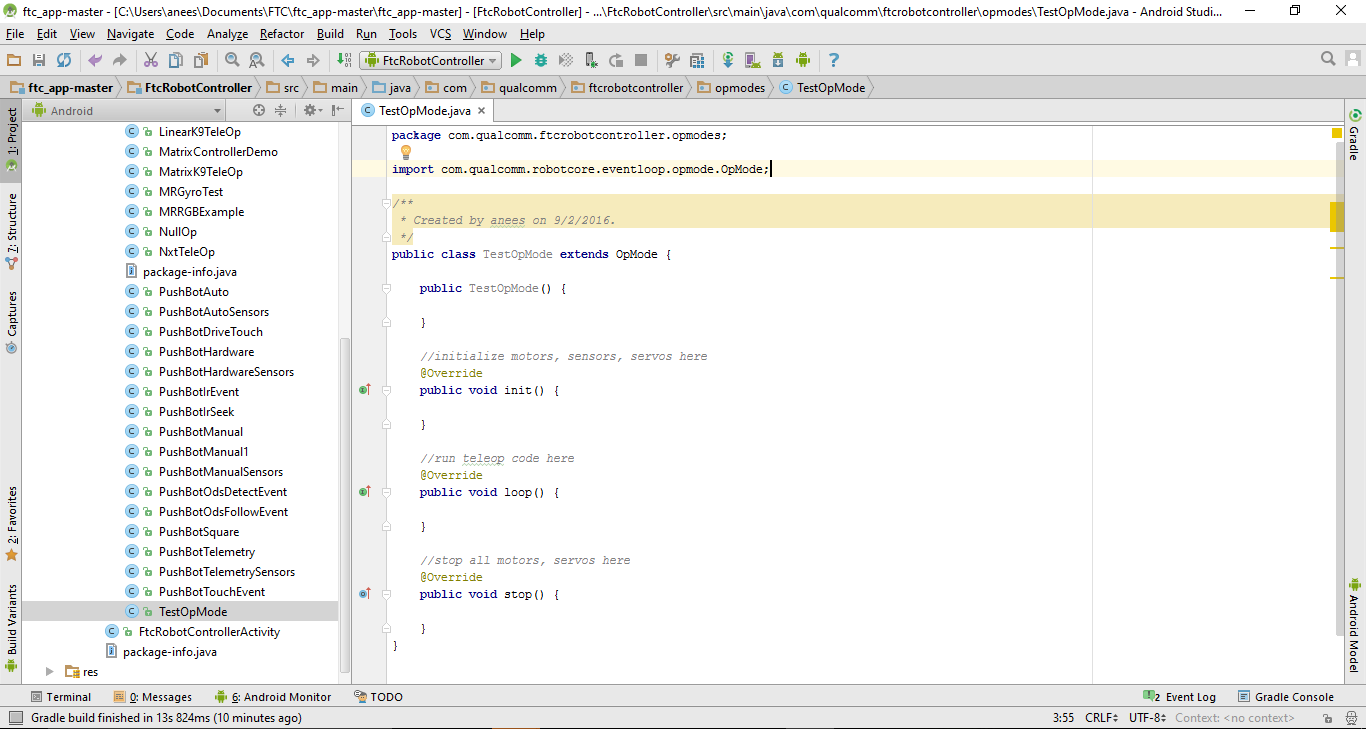 ftc_app-master - [C:\Users\anees\Documents\FTC\ftc_app-master\ftc_app-master] - [FtcRobotController] - ...\FtcRobotController\src\main\java\com\qualcomm\ftcrobotcontroller\opmodes\TestOpMode.java - Android Studi...
File Edit View Navigate Code Analyze Refactor Build Run Tools VCS Window Help
FtcRobotController
ftc_app-master FtcRobotController src main java com qualcomm ftcrobotcontroller opmodes TestOpMode
Android
TestOpMode.java
1: Project
7: Structure
Captures
2: Favorites
Build Variants
LinearK9TeleOp
MatrixControllerDemo
MatrixK9TeleOp
MRGyroTest
MRRGBExample
NullOp
NxtTeleOp
package-info.java
PushBotAuto
PushBotAutoSensors
PushBotDriveTouch
PushBotHardware
PushBotHardwareSensors
PushBotIrEvent
PushBotIrSeek
PushBotManual
PushBotManual1
PushBotManualSensors
PushBotOdsDetectEvent
PushBotOdsFollowEvent
PushBotSquare
PushBotTelemetry
PushBotTelemetrySensors
PushBotTouchEvent
TestOpMode
FtcRobotControllerActivity
package-info.java
res
package com.qualcomm.ftcrobotcontroller.opmodes;
import com.qualcomm.robotcore.eventloop.opmode.OpMode;
/**
* Created by anees on 9/2/2016.
*/
public class TestOpMode extends OpMode {
public TestOpMode() {
}
//initialize motors, sensors, servos here
@Override
public void init() {
}
//run teleop code here
@Override
public void loop() {
}
//stop all motors, servos here
@Override
public void stop() {
}
}
Gradle
Android Model
Terminal 0: Messages 6: Android Monitor TODO 2 Event Log Gradle Console
Gradle build finished in 13s 824ms (10 minutes ago) 3:55 CRLF UTF-8 Context: <no context>